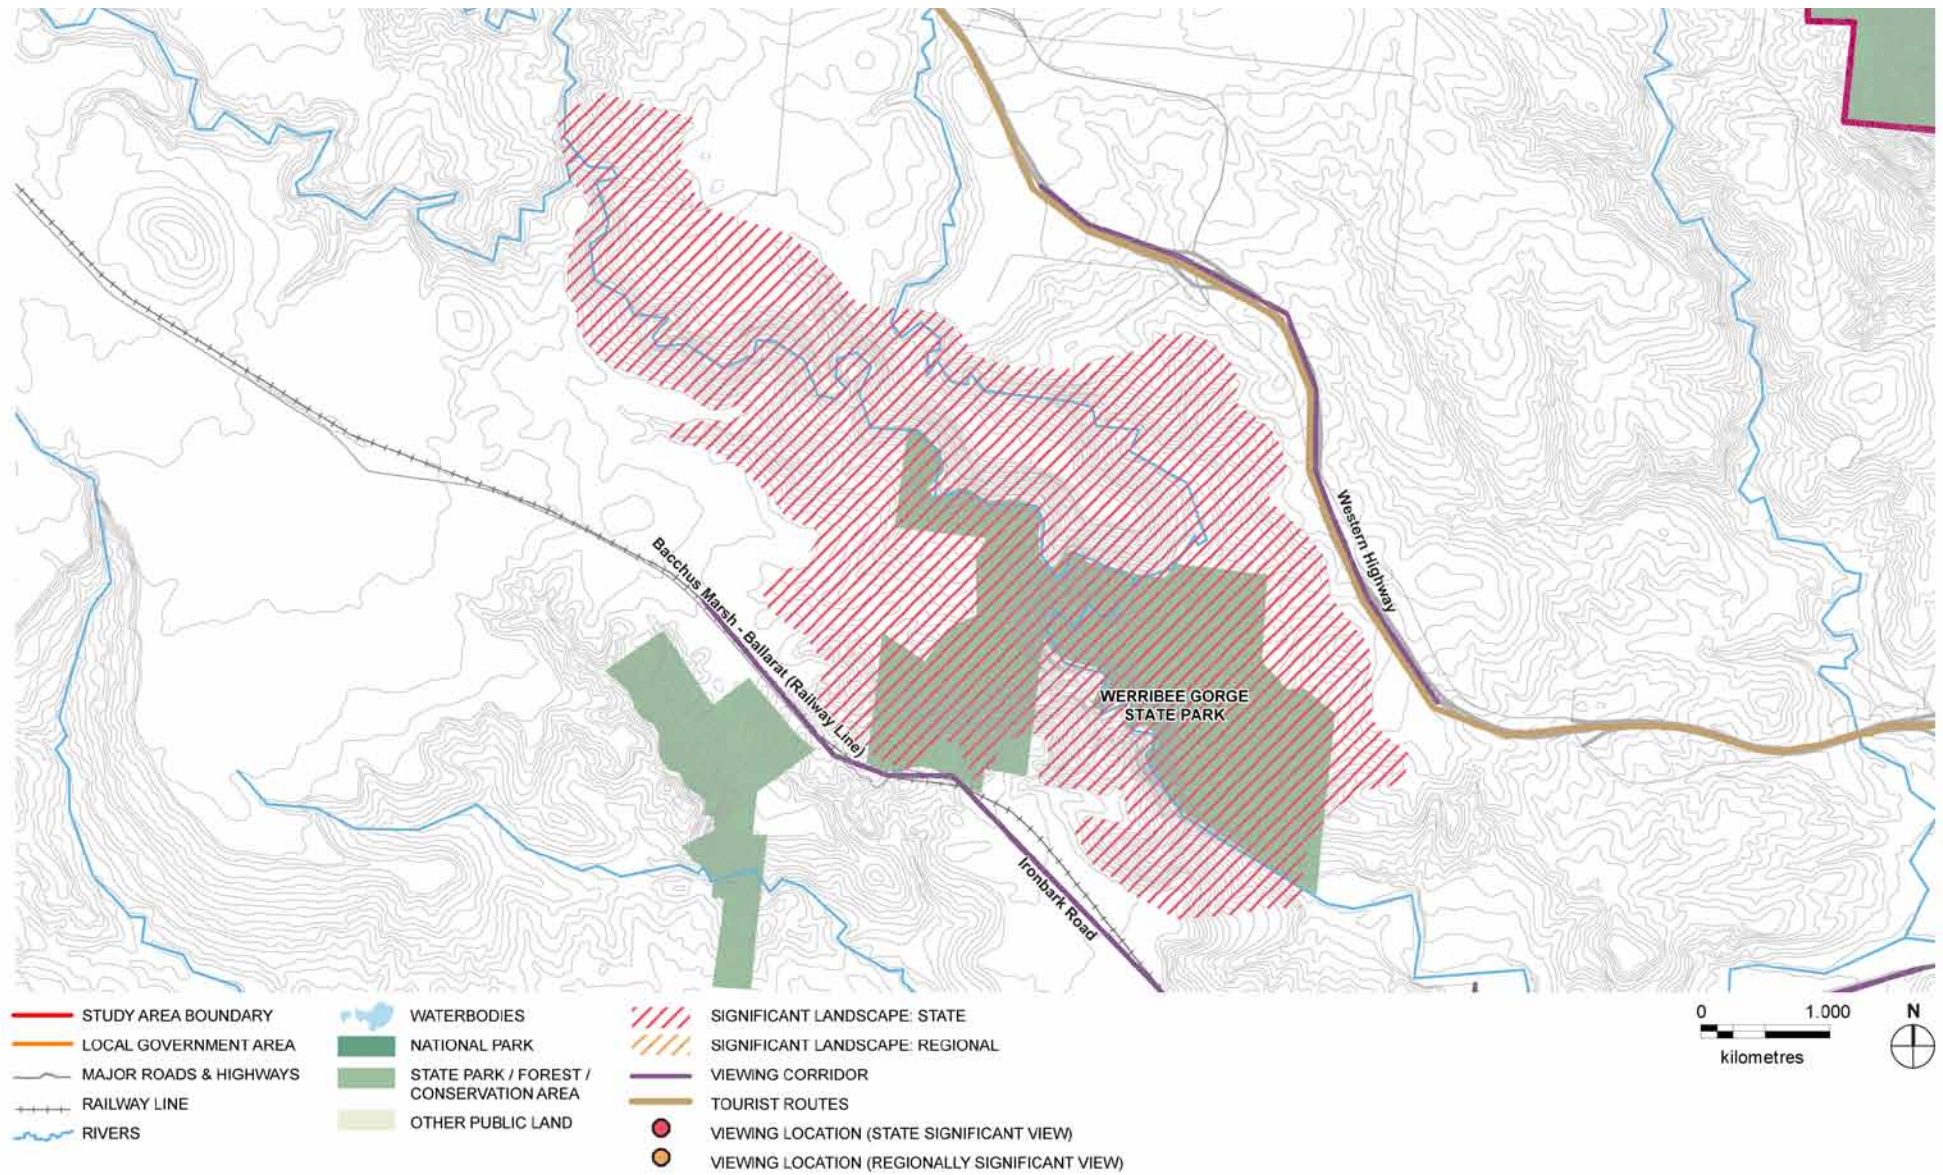 Bacchus Marsh - Ballarat (Railway Line)
Western Highway
WERRIBEE GORGE
STATE PARK
Ironbark Road
STUDY AREA BOUNDARY
LOCAL GOVERNMENT AREA
MAJOR ROADS & HIGHWAYS
RAILWAY LINE
RIVERS
WATERBODIES
NATIONAL PARK
STATE PARK / FOREST /
CONSERVATION AREA
OTHER PUBLIC LAND
SIGNIFICANT LANDSCAPE: STATE
SIGNIFICANT LANDSCAPE: REGIONAL
VIEWING CORRIDOR
TOURIST ROUTES
VIEWING LOCATION (STATE SIGNIFICANT VIEW)
VIEWING LOCATION (REGIONALLY SIGNIFICANT VIEW)
0 1.000
kilometres
N